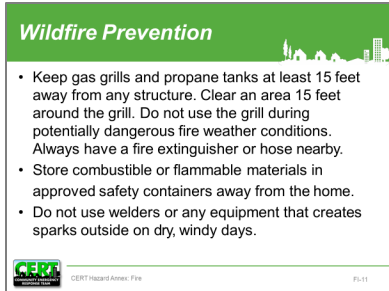 Wildfire Prevention
• Keep gas grills and propane tanks at least 15 feet
away from any structure. Clear an area 15 feet
around the grill. Do not use the grill during
potentially dangerous fire weather conditions.
Always have a fire extinguisher or hose nearby.
• Store combustible or flammable materials in
approved safety containers away from the home.
• Do not use welders or any equipment that creates
sparks outside on dry, windy days.
CERT
COMMUNITY EMERGENCY
RESPONSE TEAM
CERT Hazard Annex: Fire
FI-11